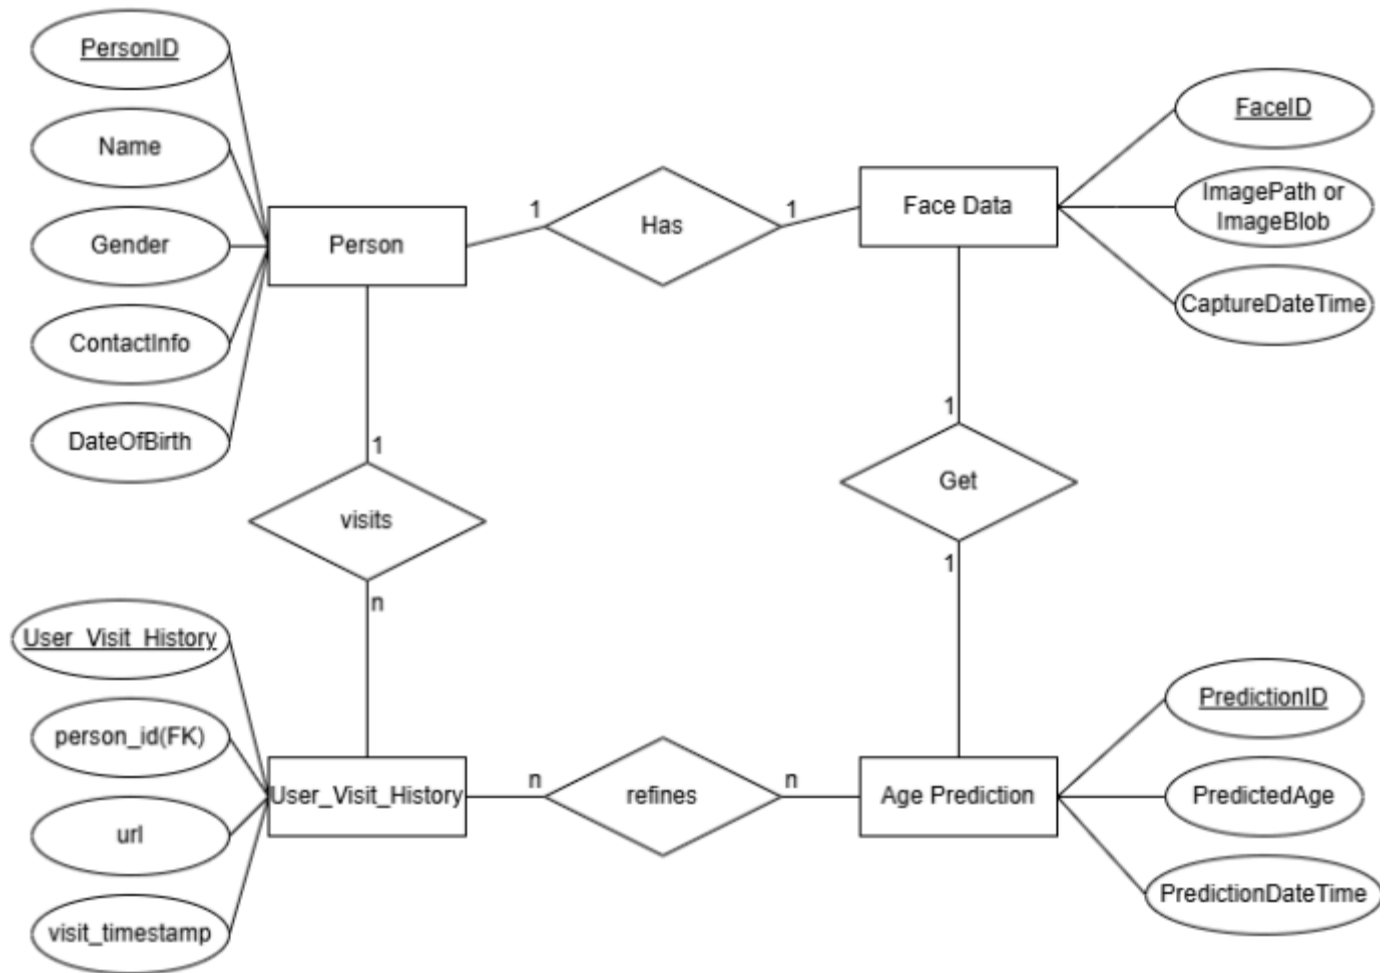 PersonID
Name
Gender
ContactInfo
DateOfBirth
Person
1
Has
1
Face Data
FaceID
ImagePath or
ImageBlob
CaptureDateTime
1
visits
n
1
Get
1
User_Visit_History
person_id(FK)
url
visit_timestamp
User_Visit_History
n
refines
n
Age Prediction
PredictionID
PredictedAge
PredictionDateTime